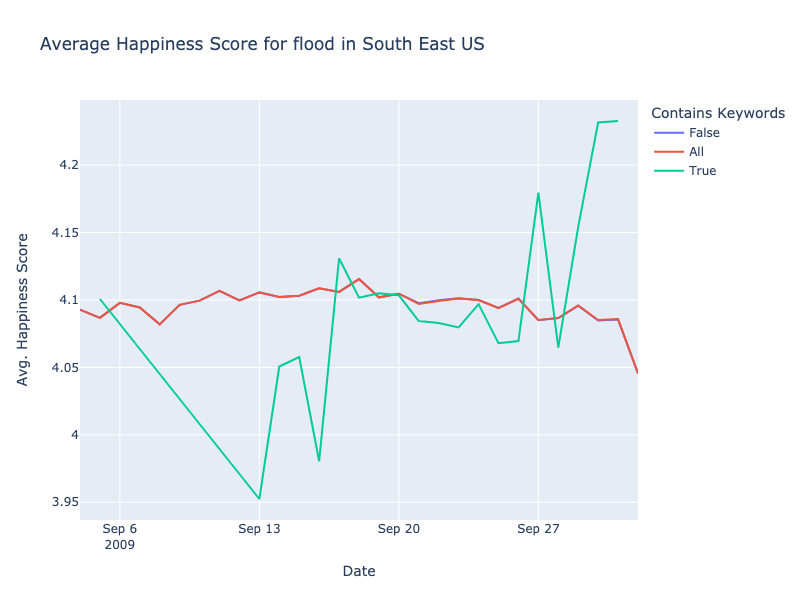 Average Happiness Score for flood in South East US
Contains Keywords
False
All
True
Avg. Happiness Score
4.2
4.15
4.1
4.05
4
3.95
Sep 6
2009
Sep 13
Sep 20
Sep 27
Date